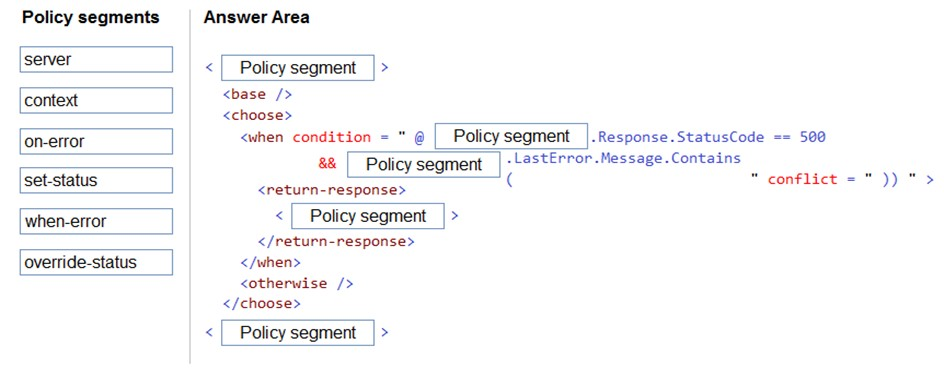 Policy segments
server
context
on-error
set-status
when-error
override-status
Answer Area
< Policy segment >
<base />
<choose>
<when condition = " @ Policy segment .Response.StatusCode == 500
&& Policy segment .LastError.Message.Contains
( " conflict = " )) " >
<return-response>
< Policy segment >
</return-response>
</when>
<otherwise />
</choose>
< Policy segment >